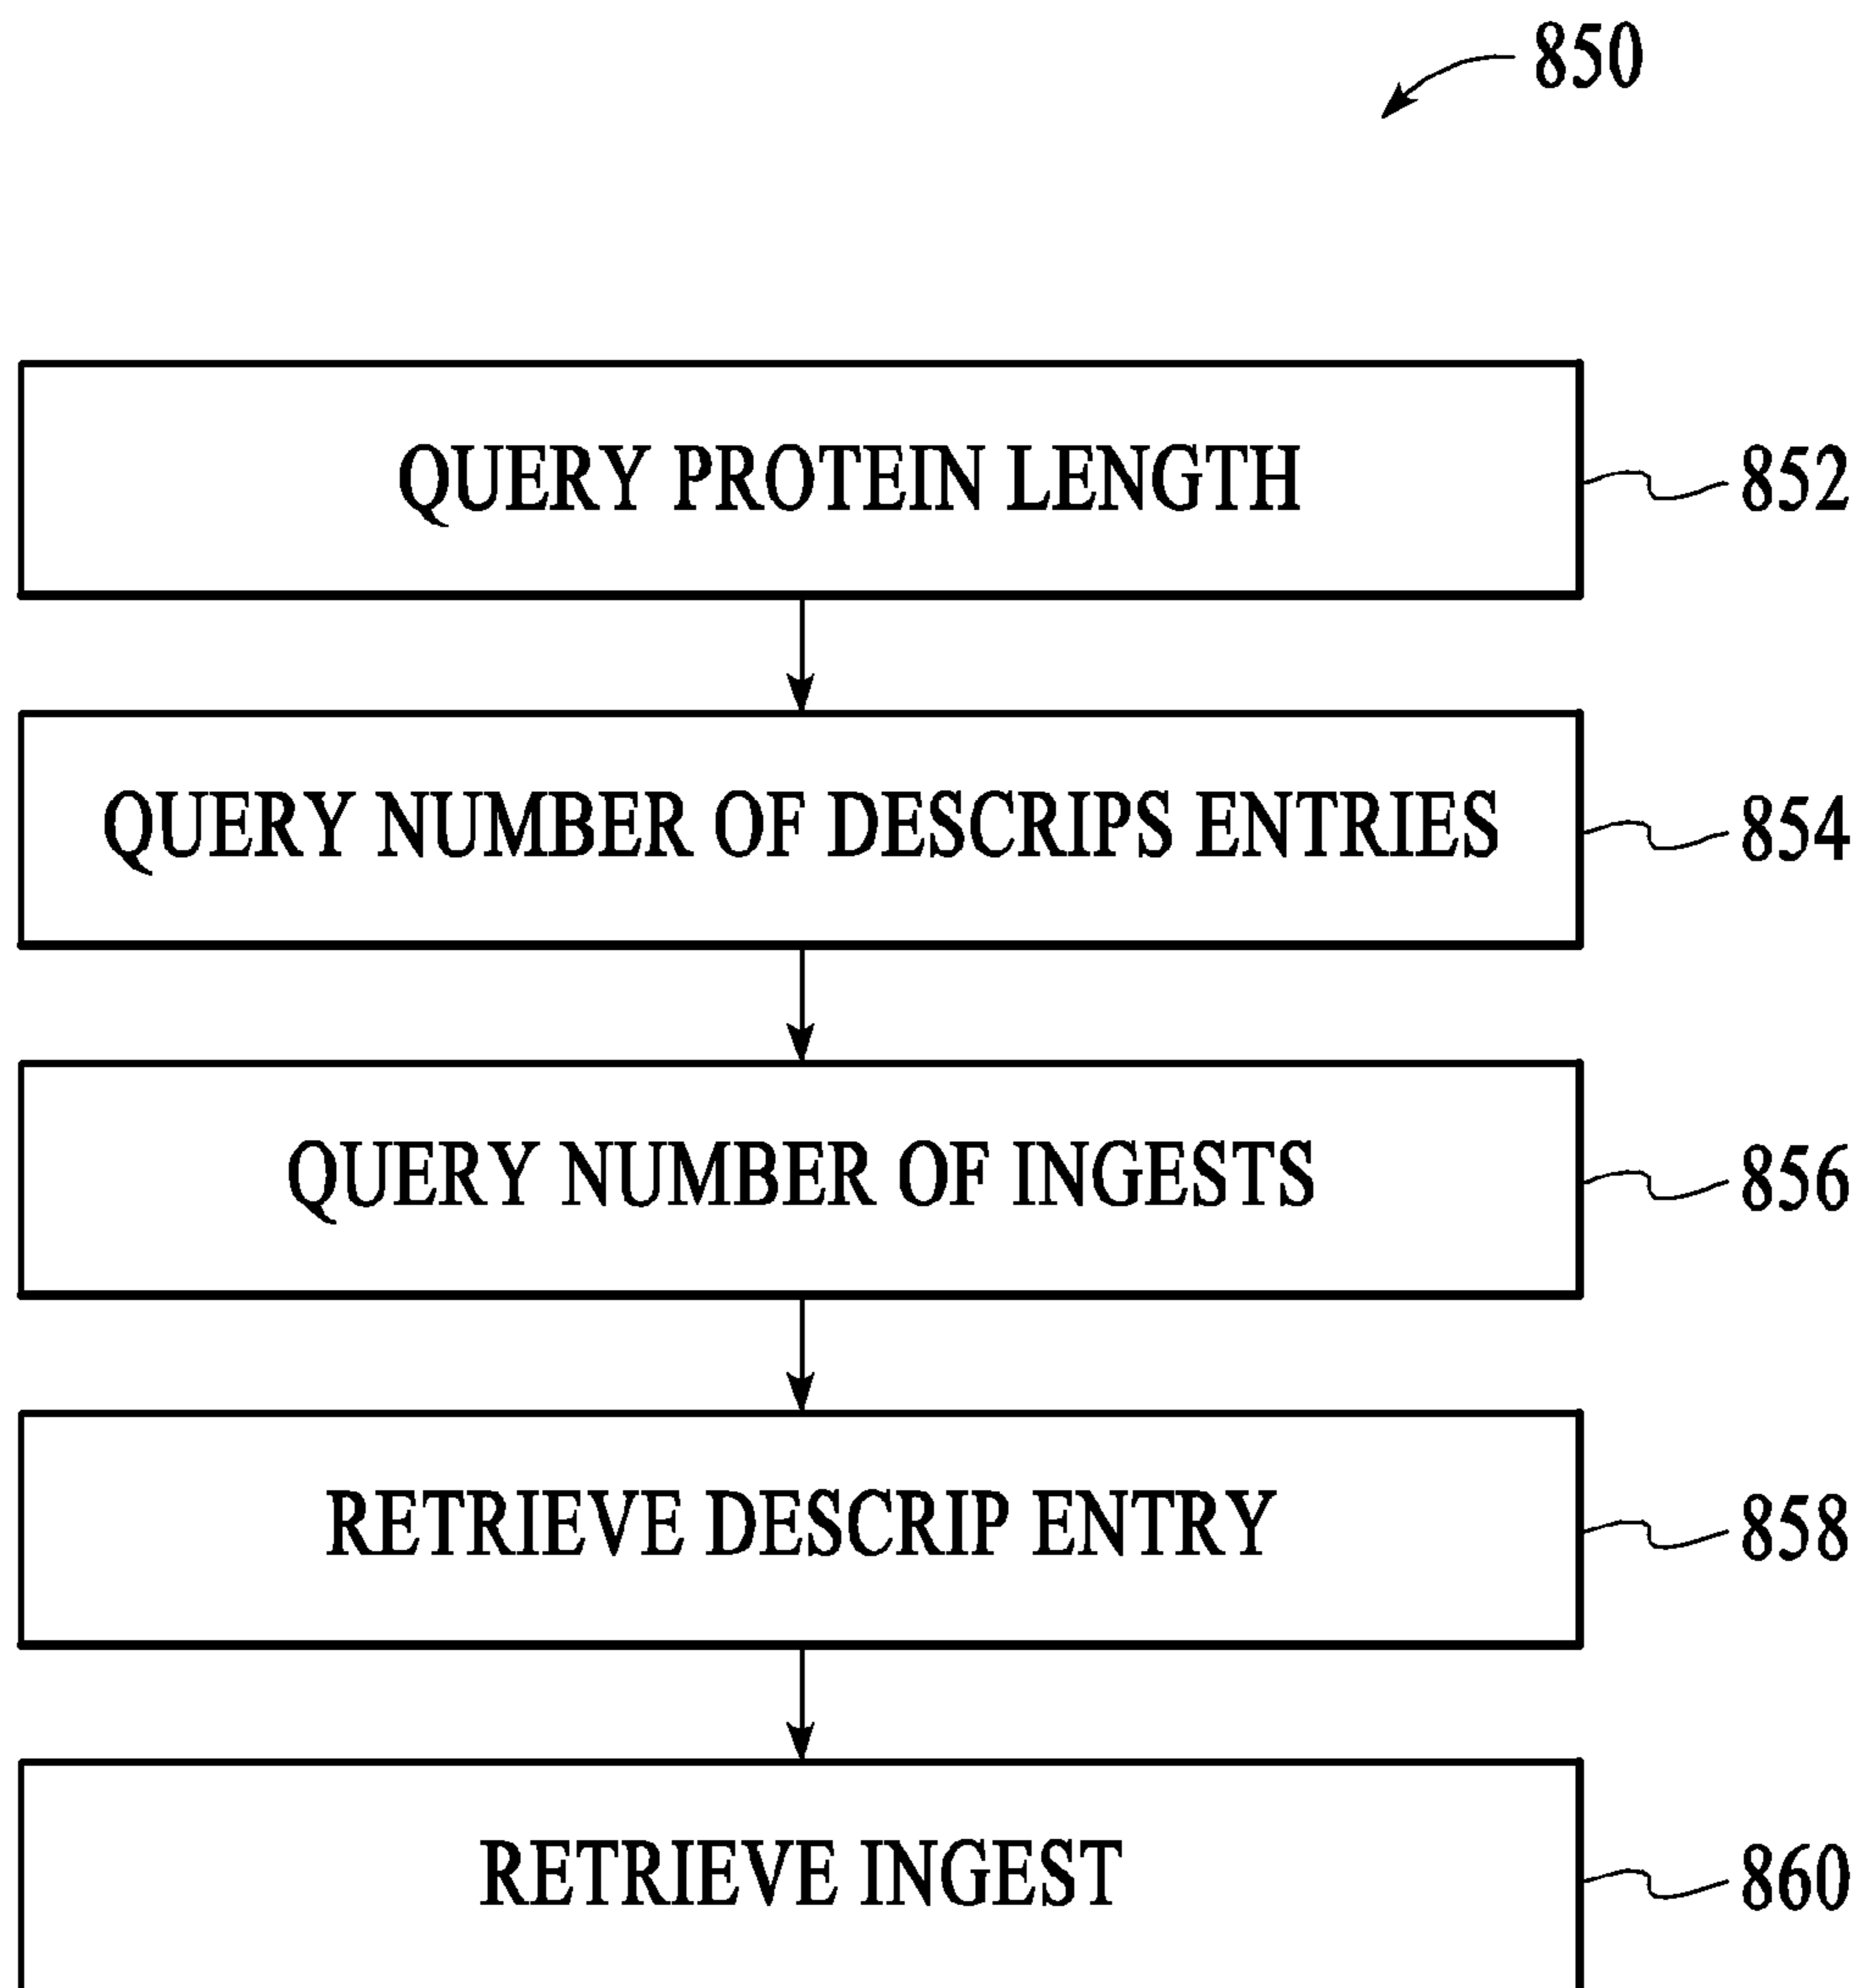 850
QUERY PROTEIN LENGTH
852
QUERY NUMBER OF DESCRIPS ENTRIES
854
QUERY NUMBER OF INGESTS
856
RETRIEVE DESCRIP ENTRY
858
RETRIEVE INGEST
860